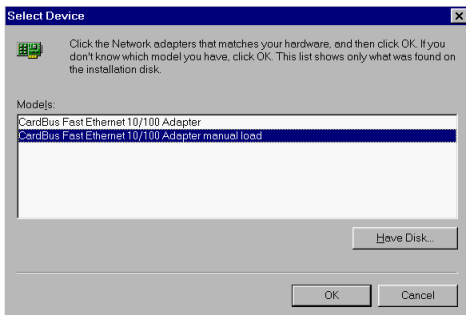 Select Device
Click the Network adapters that matches your hardware, and then click OK. If you
don't know which model you have, click OK. This list shows only what was found on
the installation disk.
Models:
CardBus Fast Ethernet 10/100 Adapter
CardBus Fast Ethernet 10/100 Adapter manual load
Have Disk...
OK
Cancel